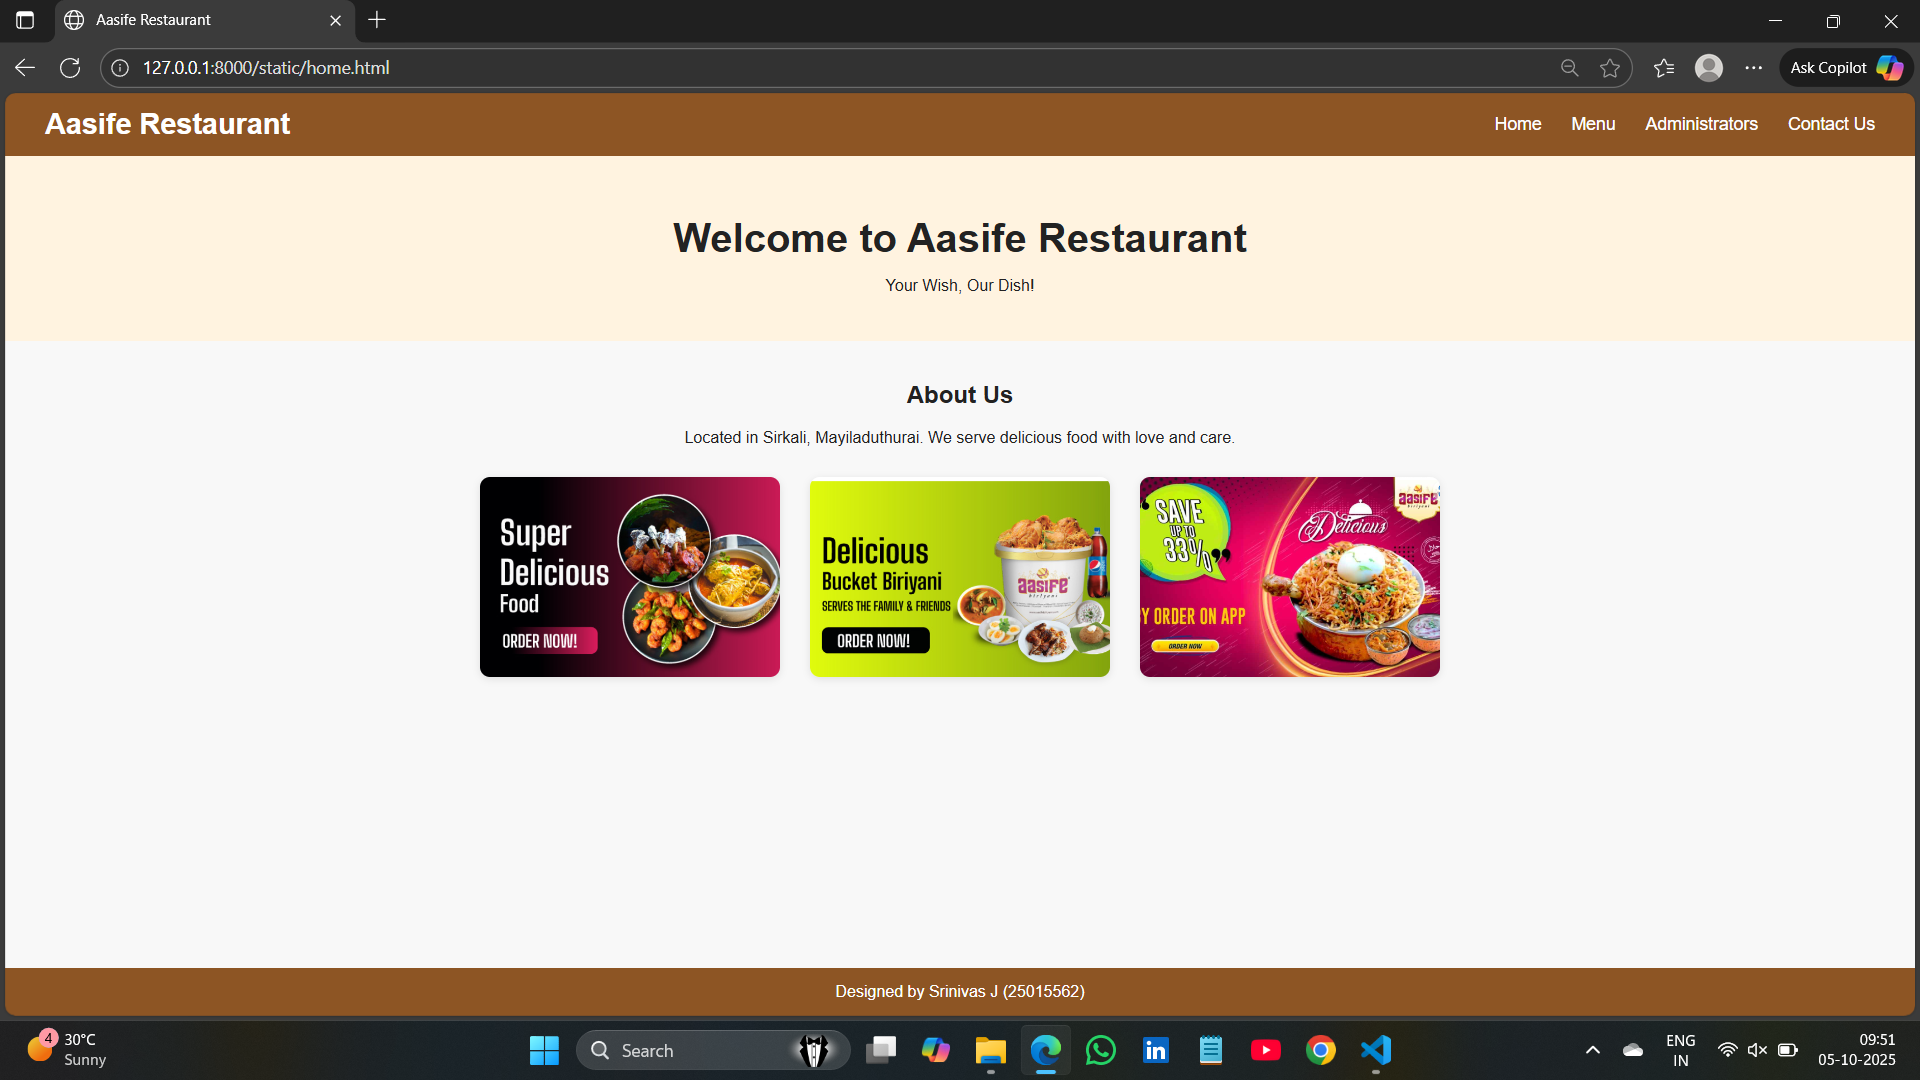 Aasife Restaurant
127.0.0.1:8000/static/home.html
Ask Copilot
Aasife Restaurant
Home Menu Administrators Contact Us
Welcome to Aasife Restaurant
Your Wish, Our Dish!
About Us
Located in Sirkali, Mayiladuthurai. We serve delicious food with love and care.
Super
Delicious
Food
ORDER NOW!
Delicious
Bucket Biriyani
SERVES THE FAMILY & FRIENDS
ORDER NOW!
aasife
biriyani
SAVE
UP TO
33%
Delicious
aasife
biriyani
Y ORDER ON APP
ORDER NOW
Designed by Srinivas J (25015562)
4
30°C
Sunny
Search
ENG
IN
09:51
05-10-2025